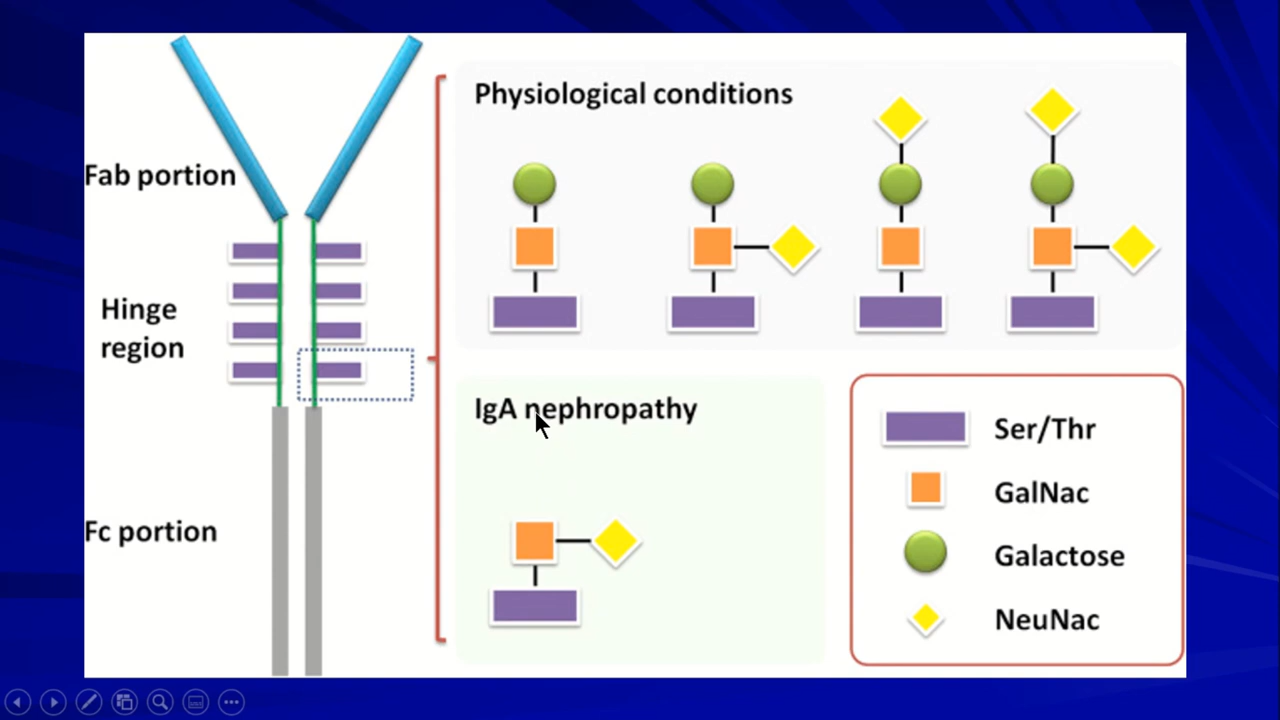 Fab portion
Hinge
region
Fc portion
Physiological conditions
IgA nephropathy
Ser/Thr
GalNac
Galactose
NeuNac